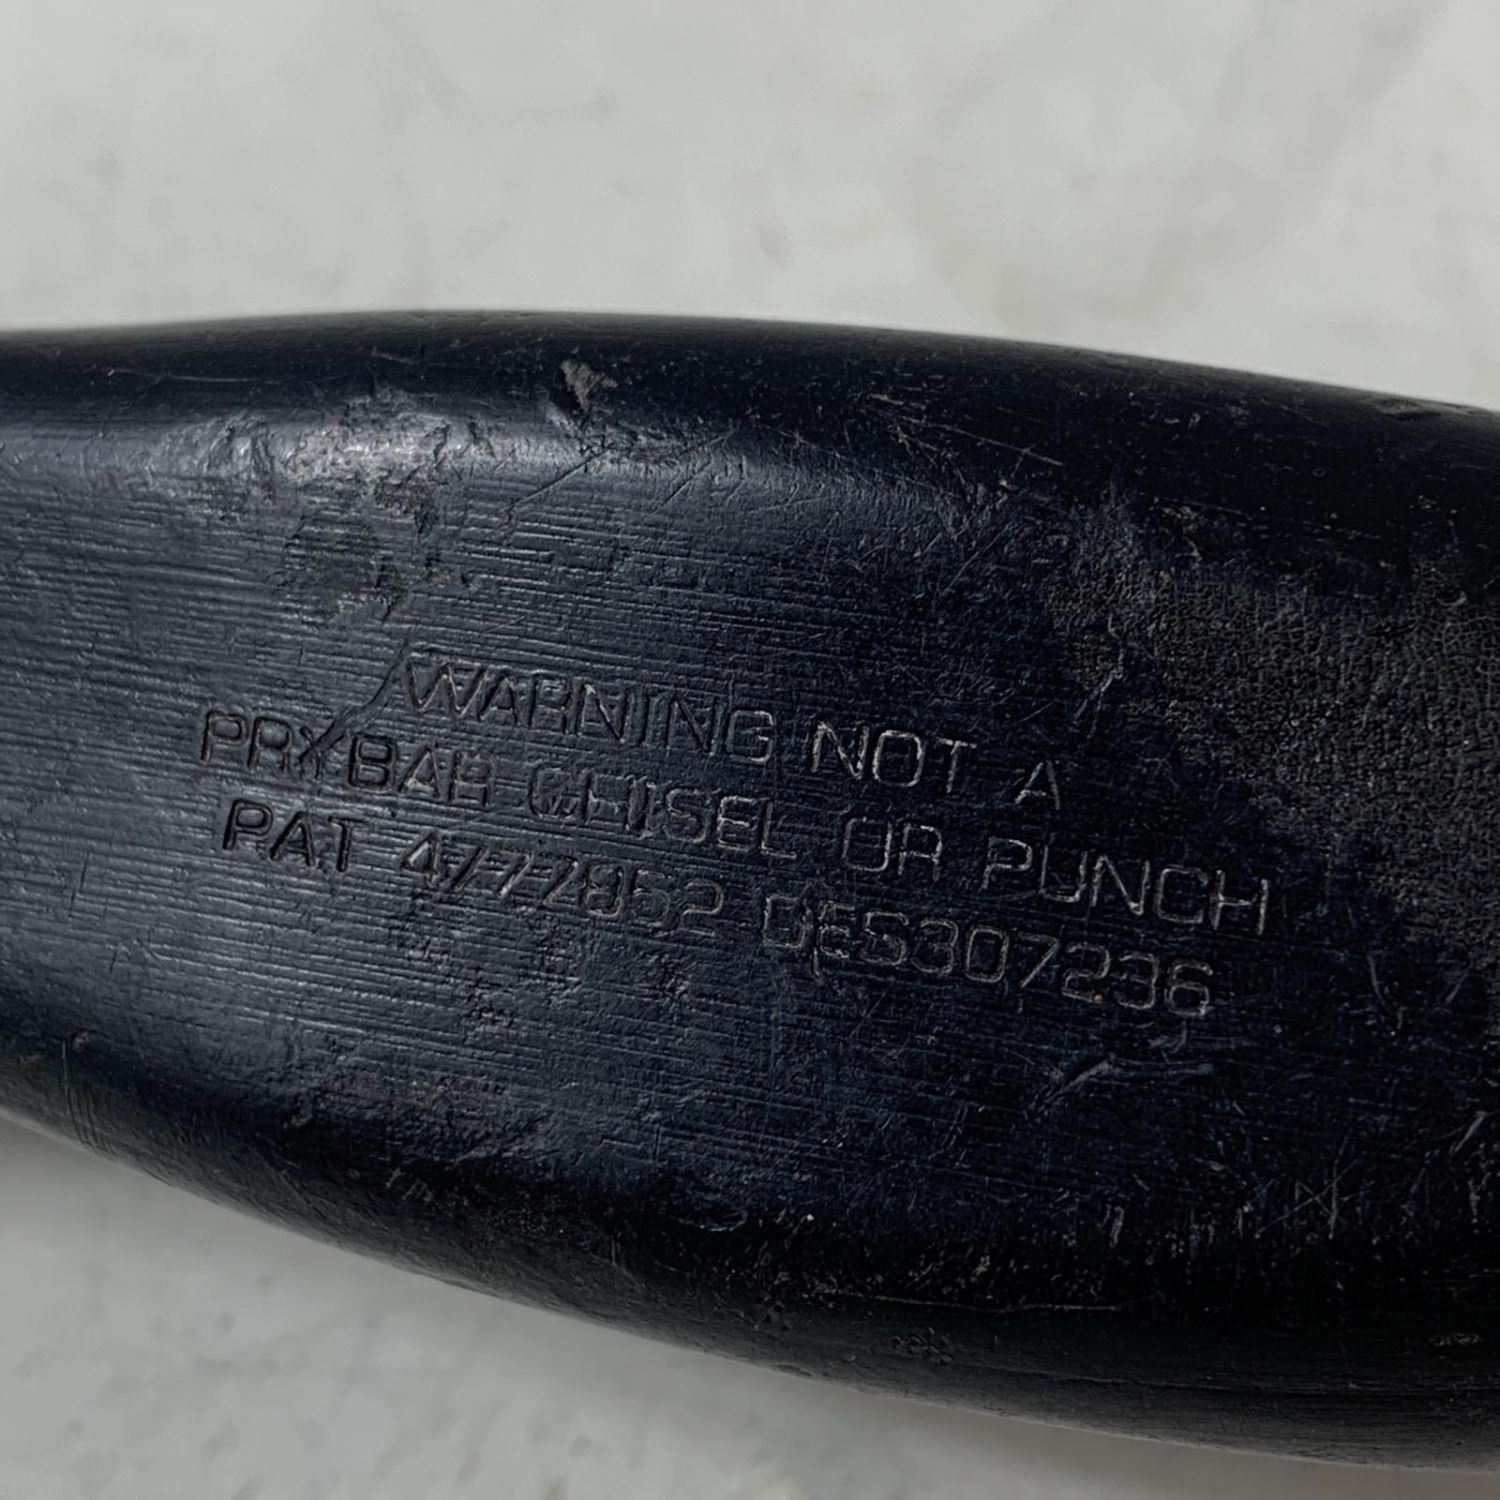 WARNING NOT A
PRYBAR CHISEL OR PUNCH
PAT 4777852 DES307236